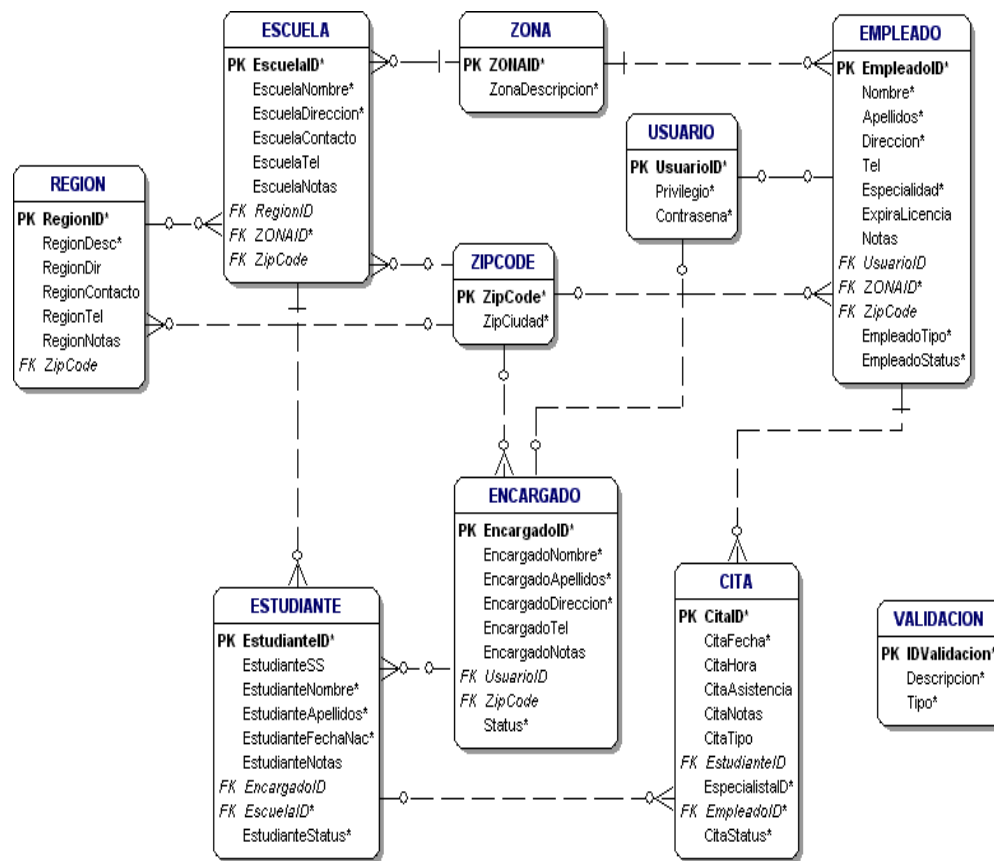 ESCUELA
PK EscuelaID*
EscuelaNombre*
EscuelaDireccion*
EscuelaContacto
EscuelaTel
EscuelaNotas
FK RegionID
FK ZONAID*
FK ZipCode
ZONA
PK ZONAID*
ZonaDescripcion*
EMPLEADO
PK EmpleadoID*
Nombre*
Apellidos*
Direccion*
Tel
Especialidad*
ExpiraLicencia
Notas
FK UsuarioID
FK ZONAID*
FK ZipCode
EmpleadoTipo*
EmpleadoStatus*
USUARIO
PK UsuarioID*
Privilegio*
Contrasena*
REGION
PK RegionID*
RegionDesc*
RegionDir
RegionContacto
RegionTel
RegionNotas
FK ZipCode
ZIPCODE
PK ZipCode*
ZipCiudad*
ENCARGADO
PK EncargadoID*
EncargadoNombre*
EncargadoApellidos*
EncargadoDireccion*
EncargadoTel
EncargadoNotas
FK UsuarioID
FK ZipCode
Status*
ESTUDIANTE
PK EstudianteID*
EstudianteSS
EstudianteNombre*
EstudianteApellidos*
EstudianteFechaNac*
EstudianteNotas
FK EncargadoID
FK EscuelaID*
EstudianteStatus*
CITA
PK CitaID*
CitaFecha*
CitaHora
CitaAsistencia
CitaNotas
CitaTipo
FK EstudianteID
EspecialistaID*
FK EmpleadoID*
CitaStatus*
VALIDACION
PK IDValidacion*
Descripcion*
Tipo*